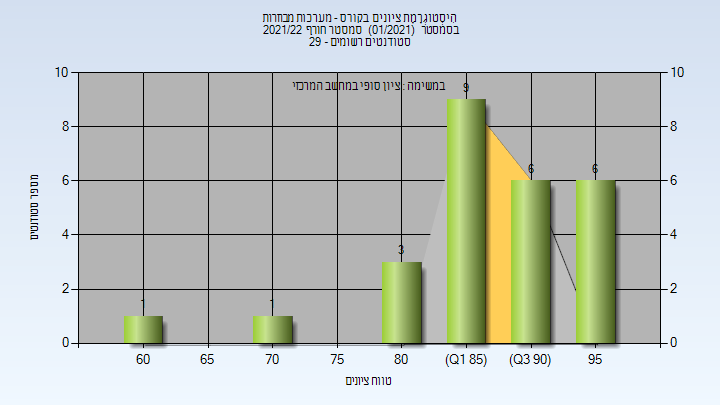 היסטוגרמת ציונים בקורס - מערכות מבוזרות
בסמסטר (01/2021) סמסטר חורף 2021/22
סטודנטים רשומים - 29
במשימה : ציון סופי במחשב המרכזי
10 10
8 8
6 6
4 4
2 2
0 0
1 1 3 9 6 6
מספר סטודנטים
60 65 70 75 80 (Q1 85) (Q3 90) 95
טווח ציונים